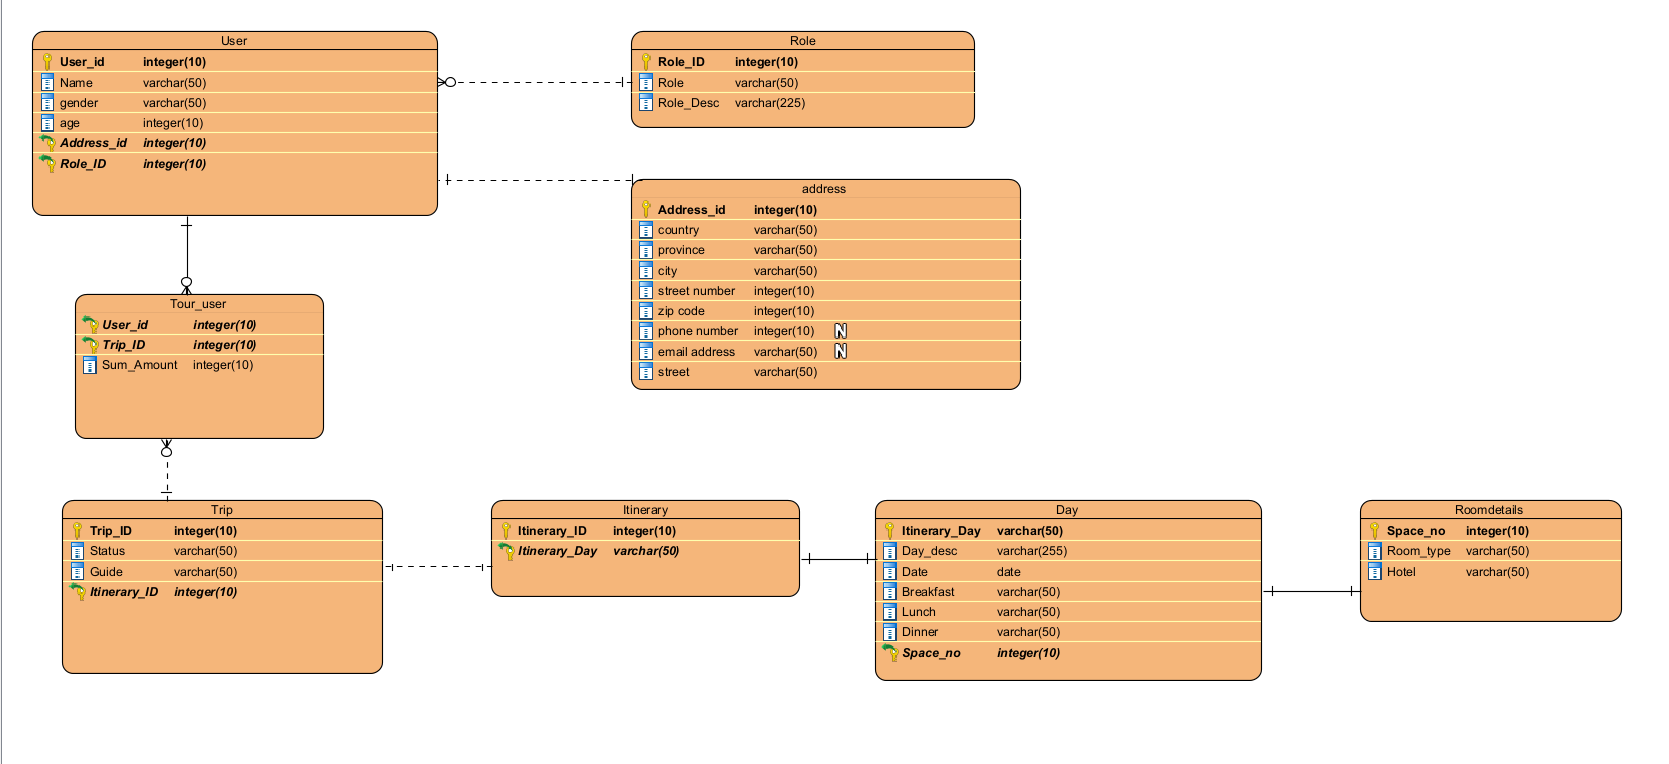 User
User_id integer(10)
Name varchar(50)
gender varchar(50)
age integer(10)
Address_id integer(10)
Role_ID integer(10)
Role
Role_ID integer(10)
Role varchar(50)
Role_Desc varchar(225)
address
Address_id integer(10)
country varchar(50)
province varchar(50)
city varchar(50)
street number integer(10)
zip code integer(10)
phone number integer(10) N
email address varchar(50) N
street varchar(50)
Tour_user
User_id integer(10)
Trip_ID integer(10)
Sum_Amount integer(10)
Trip
Trip_ID integer(10)
Status varchar(50)
Guide varchar(50)
Itinerary_ID integer(10)
Itinerary
Itinerary_ID integer(10)
Itinerary_Day varchar(50)
Day
Itinerary_Day varchar(50)
Day_desc varchar(255)
Date date
Breakfast varchar(50)
Lunch varchar(50)
Dinner varchar(50)
Space_no integer(10)
Roomdetails
Space_no integer(10)
Room_type varchar(50)
Hotel varchar(50)